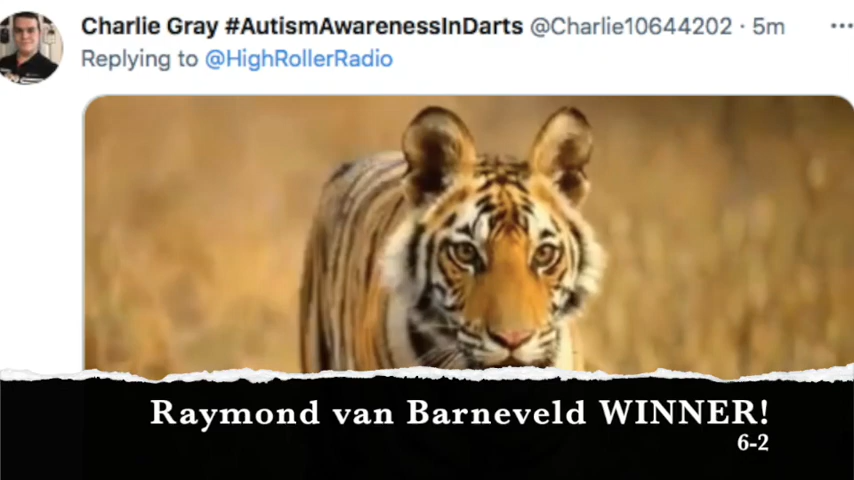 Charlie Gray #AutismAwarenessInDarts @Charlie10644202 · 5m
Replying to @HighRollerRadio
Raymond van Barneveld WINNER!
6-2